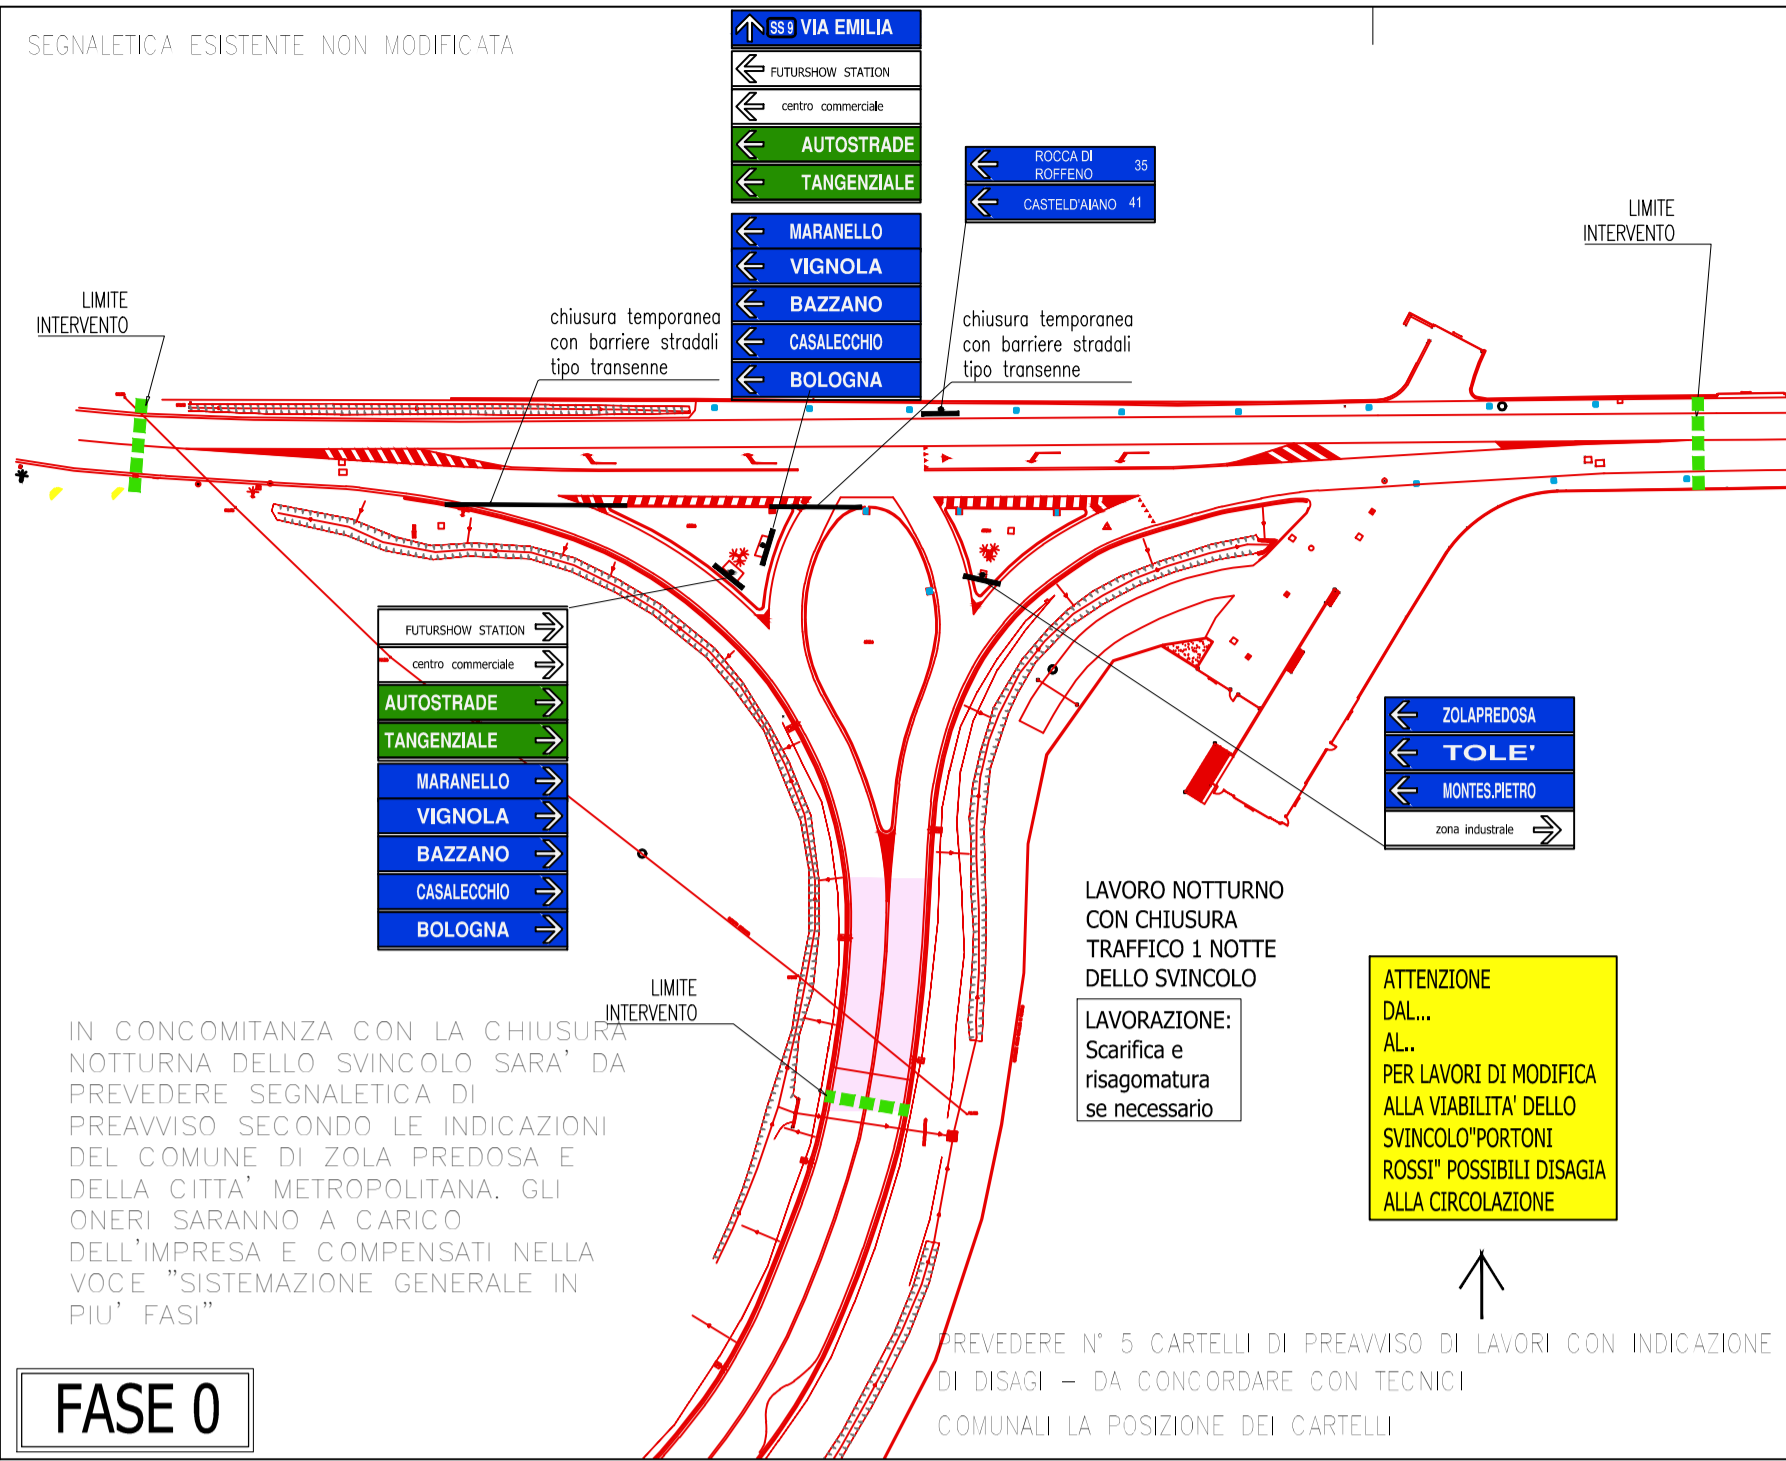 SEGNALETICA ESISTENTE NON MODIFICATA
SS 9 VIA EMILIA
FUTURSHOW STATION
centro commerciale
AUTOSTRADE
TANGENZIALE
MARANELLO
VIGNOLA
BAZZANO
CASALECCHIO
BOLOGNA
ROCCA DI
ROFFENO 35
CASTELD'AIANO 41
LIMITE
INTERVENTO
LIMITE
INTERVENTO
chiusura temporanea
con barriere stradali
tipo transenne
chiusura temporanea
con barriere stradali
tipo transenne
FUTURSHOW STATION
centro commerciale
AUTOSTRADE
TANGENZIALE
MARANELLO
VIGNOLA
BAZZANO
CASALECCHIO
BOLOGNA
ZOLAPREDOSA
TOLE'
MONTES.PIETRO
zona industrale
LAVORO NOTTURNO
CON CHIUSURA
TRAFFICO 1 NOTTE
DELLO SVINCOLO
LAVORAZIONE:
Scarifica e
risagomatura
se necessario
LIMITE
INTERVENTO
ATTENZIONE
DAL...
AL..
PER LAVORI DI MODIFICA
ALLA VIABILITA' DELLO
SVINCOLO"PORTONI
ROSSI" POSSIBILI DISAGIA
ALLA CIRCOLAZIONE
IN CONCOMITANZA CON LA CHIUSURA
NOTTURNA DELLO SVINCOLO SARA' DA
PREVEDERE SEGNALETICA DI
PREAVVISO SECONDO LE INDICAZIONI
DEL COMUNE DI ZOLA PREDOSA E
DELLA CITTA' METROPOLITANA. GLI
ONERI SARANNO A CARICO
DELL'IMPRESA E COMPENSATI NELLA
VOCE "SISTEMAZIONE GENERALE IN
PIU' FASI"
PREVEDERE N° 5 CARTELLI DI PREAVVISO DI LAVORI CON INDICAZIONE
DI DISAGI – DA CONCORDARE CON TECNICI
COMUNALI LA POSIZIONE DEI CARTELLI
FASE 0